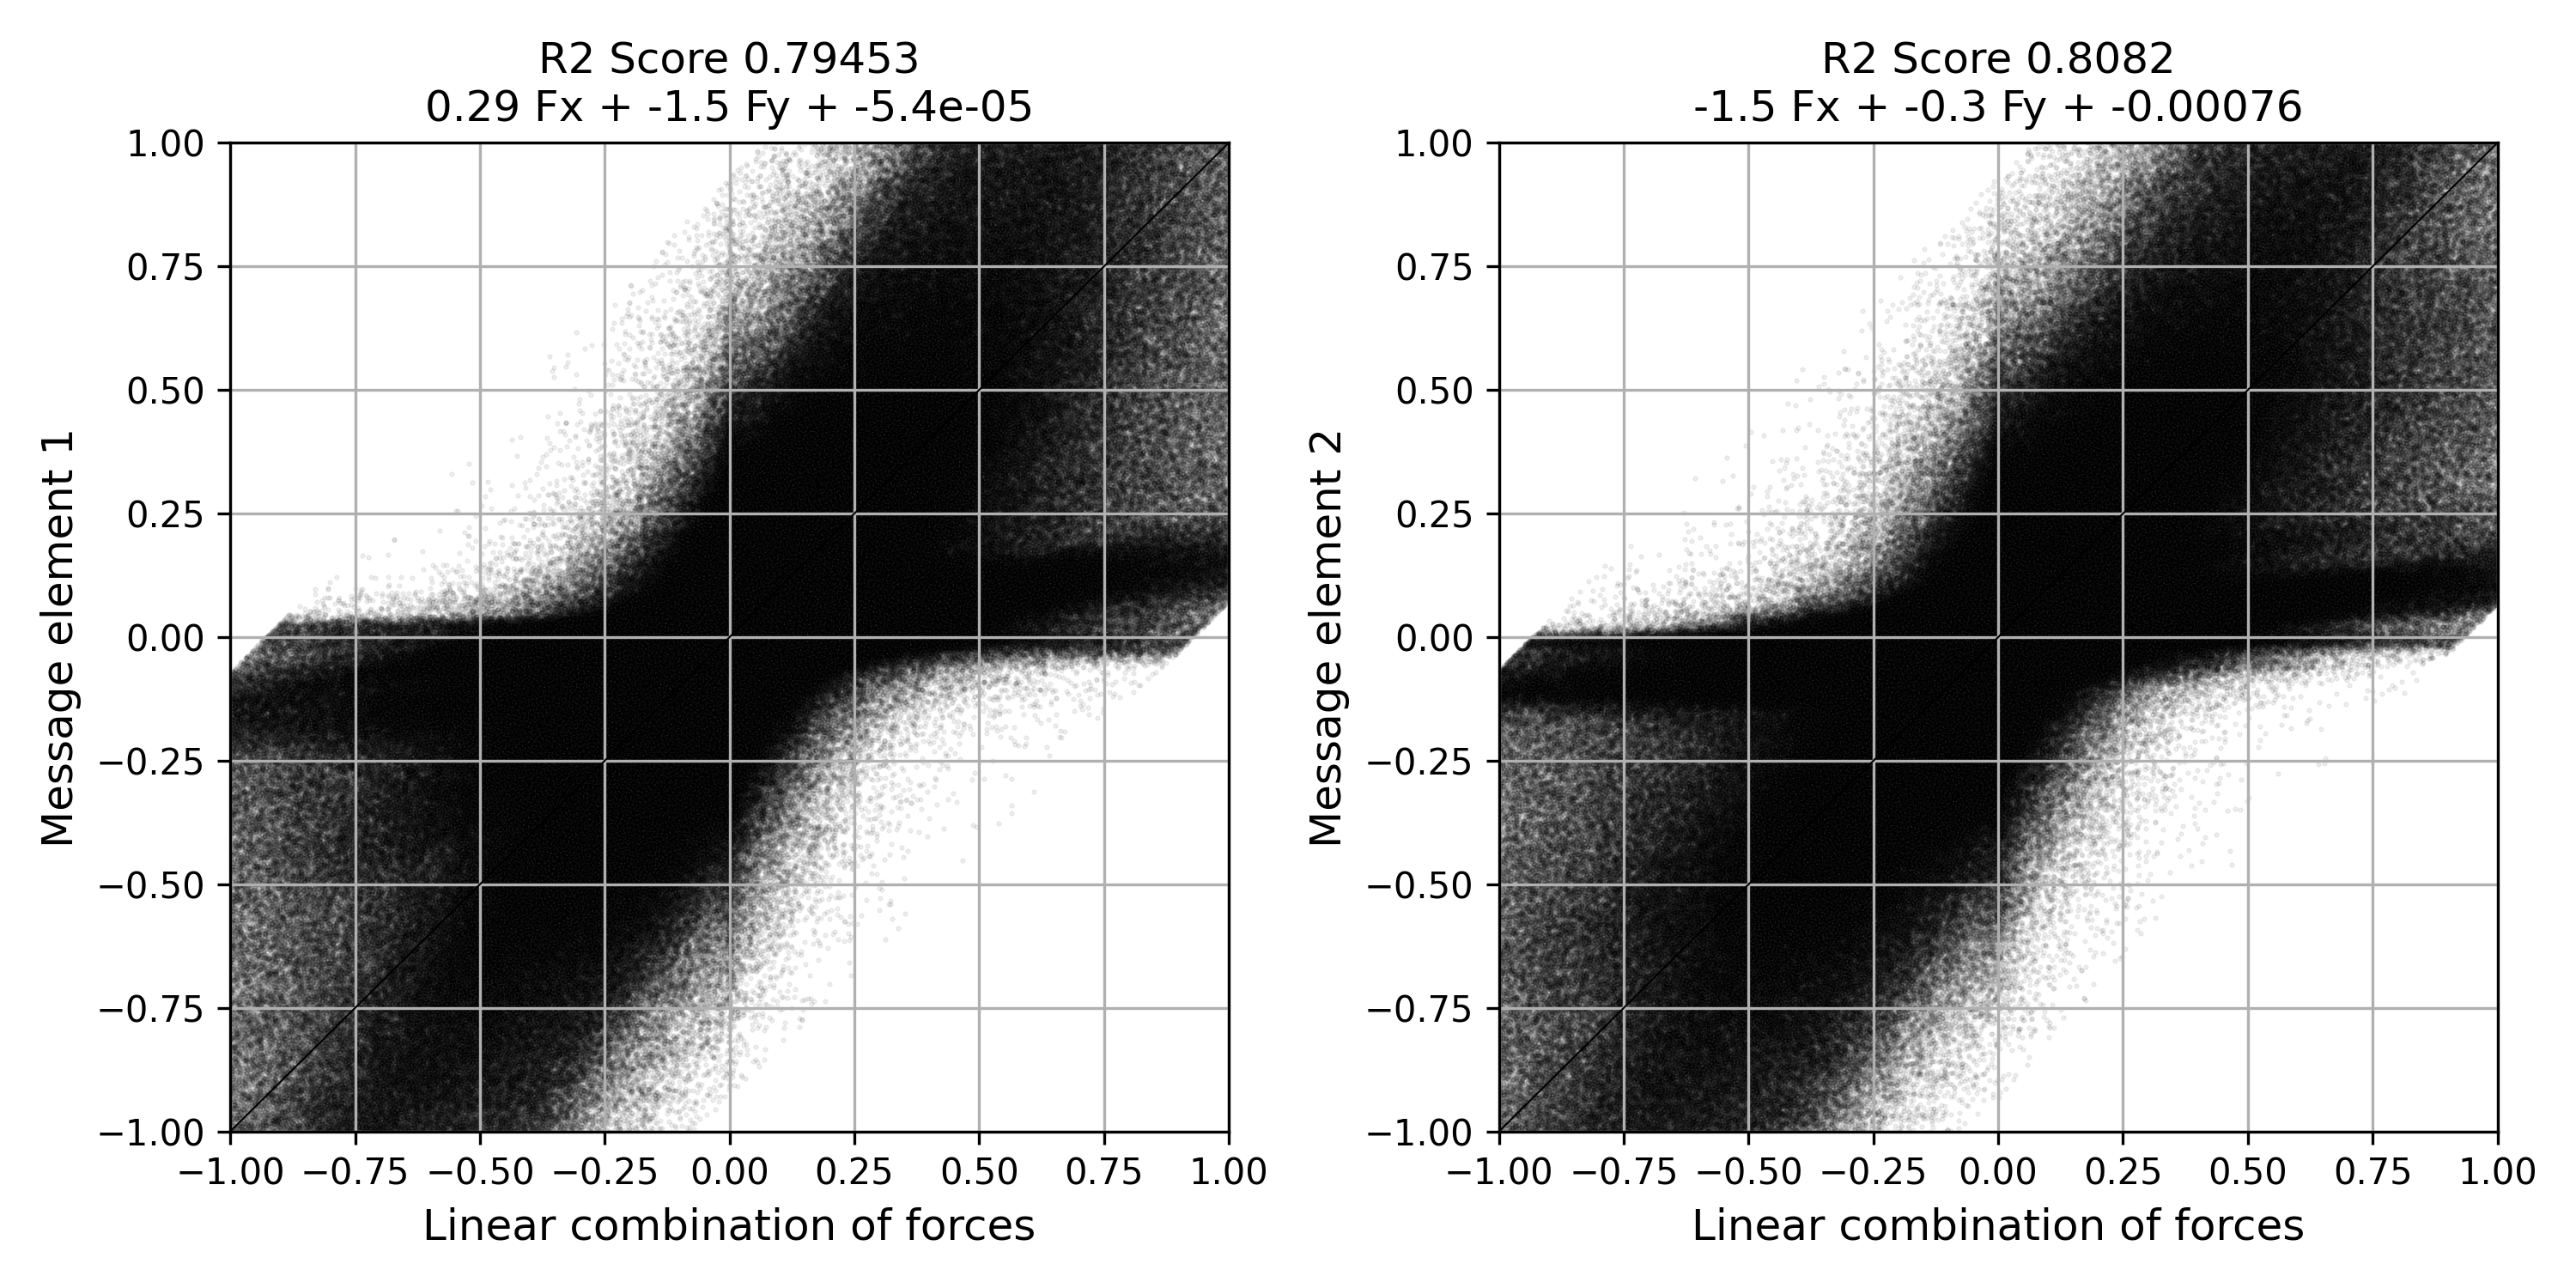 R2 Score 0.79453
0.29 Fx + -1.5 Fy + -5.4e-05
1.00
0.75
0.50
0.25
0.00
−0.25
−0.50
−0.75
−1.00
Message element 1
−1.00 −0.75 −0.50 −0.25 0.00 0.25 0.50 0.75 1.00
Linear combination of forces
R2 Score 0.8082
-1.5 Fx + -0.3 Fy + -0.00076
1.00
0.75
0.50
0.25
0.00
−0.25
−0.50
−0.75
−1.00
Message element 2
−1.00 −0.75 −0.50 −0.25 0.00 0.25 0.50 0.75 1.00
Linear combination of forces